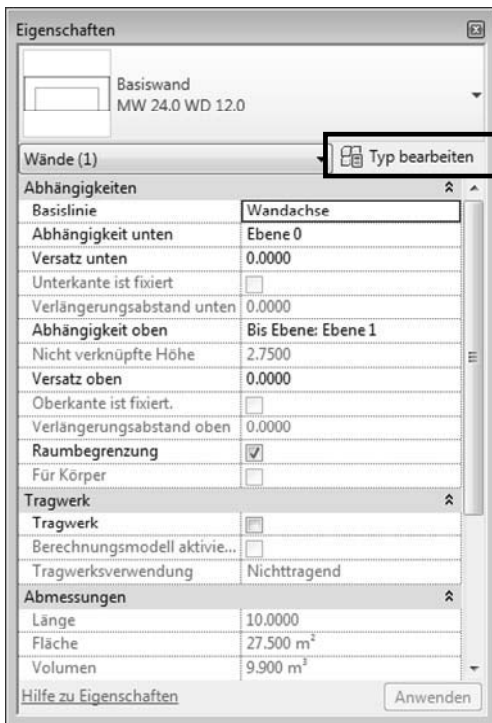 Eigenschaften
Basiswand
MW 24.0 WD 12.0
Wände (1) Typ bearbeiten
Abhängigkeiten
Basislinie Wandachse
Abhängigkeit unten Ebene 0
Versatz unten 0.0000
Unterkante ist fixiert
Verlängerungsabstand unten 0.0000
Abhängigkeit oben Bis Ebene: Ebene 1
Nicht verknüpfte Höhe 2.7500
Versatz oben 0.0000
Oberkante ist fixiert.
Verlängerungsabstand oben 0.0000
Raumbegrenzung
Für Körper
Tragwerk
Tragwerk
Berechnungsmodell aktivie...
Tragwerksverwendung Nichttragend
Abmessungen
Länge 10.0000
Fläche 27.500 m²
Volumen 9.900 m³
Hilfe zu Eigenschaften Anwenden